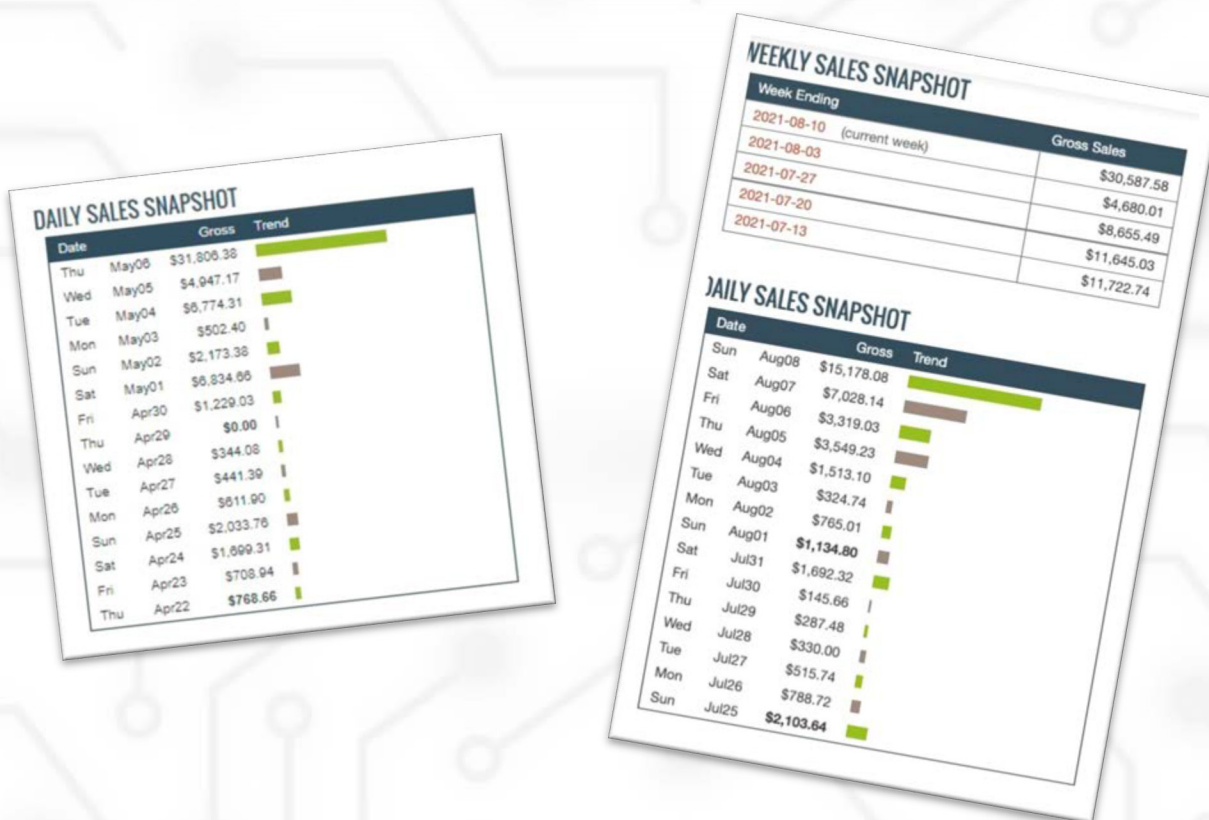 DAILY SALES SNAPSHOT
Date Gross Trend
Thu May06 $31,806.38
Wed May05 $4,947.17
Tue May04 $6,774.31
Mon May03 $502.40
Sun May02 $2,173.38
Sat May01 $6,834.66
Fri Apr30 $1,229.03
Thu Apr29 $0.00
Wed Apr28 $344.08
Tue Apr27 $441.39
Mon Apr26 $611.90
Sun Apr25 $2,033.76
Sat Apr24 $1,699.31
Fri Apr23 $708.94
Thu Apr22 $768.66
WEEKLY SALES SNAPSHOT
Week Ending Gross Sales
2021-08-10 (current week) $30,587.58
2021-08-03 $4,680.01
2021-07-27 $8,655.49
2021-07-20 $11,645.03
2021-07-13 $11,722.74
DAILY SALES SNAPSHOT
Date Gross Trend
Sun Aug08 $15,178.08
Sat Aug07 $7,028.14
Fri Aug06 $3,319.03
Thu Aug05 $3,549.23
Wed Aug04 $1,513.10
Tue Aug03 $324.74
Mon Aug02 $765.01
Sun Aug01 $1,134.80
Sat Jul31 $1,692.32
Fri Jul30 $145.66
Thu Jul29 $287.48
Wed Jul28 $330.00
Tue Jul27 $515.74
Mon Jul26 $788.72
Sun Jul25 $2,103.64